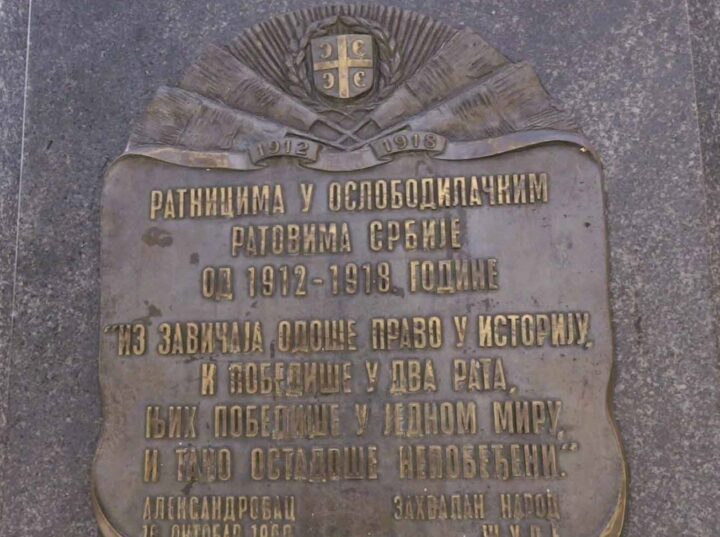 1912 1918
РАТНИЦИМА У ОСЛОБОДИЛАЧКИМ
РАТОВИМА СРБИЈЕ
ОД 1912-1918 ГОДИНЕ
"ИЗ ЗАВИЧАЈА ОДОШЕ ПРАВО У ИСТОРИЈУ,
И ПОБЕДИШЕ У ДВА РАТА,
ЊИХ ПОБЕДИШЕ У ЈЕДНОМ МИРУ,
И ТАКО ОСТАДОШЕ НЕПОБЕЂЕНИ."
АЛЕКСАНДРОВАЦ ЗАХВАЛАН НАРОД
ОКТОБАР